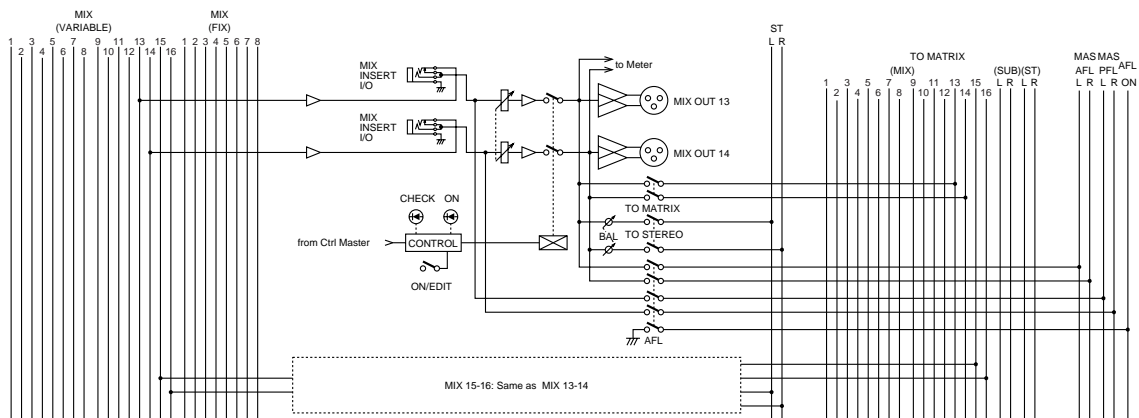 MIX
(VARIABLE)
1 3 5 7 9 11 13 15
2 4 6 8 10 12 14 16
MIX
(FIX)
1 2 3 4 5 6 7 8
MIX
INSERT
I/O
MIX
INSERT
I/O
to Meter
MIX OUT 13
MIX OUT 14
ST
L R
TO MATRIX
(MIX)
1 3 5 7 9 11 13 15
2 4 6 8 10 12 14 16
(SUB)(ST)
L R L R
MAS MAS
AFL PFL AFL
L R L R ON
CHECK ON
from Ctrl Master
CONTROL
ON/EDIT
TO MATRIX
BAL
TO STEREO
AFL
MIX 15-16: Same as MIX 13-14